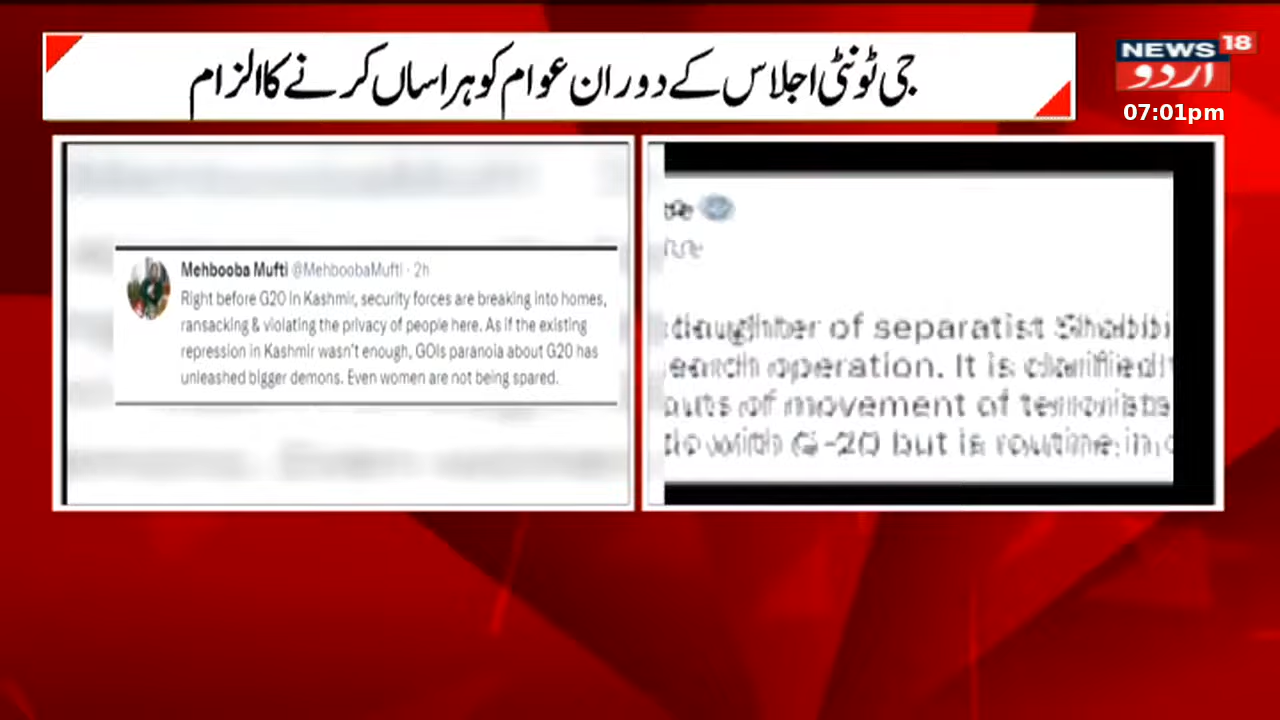 جی ٹونٹی اجلاس کے دوران عوام کو ہراساں کرنے کا الزام
NEWS 18
اردو
07:01pm
Mehbooba Mufti @MehboobaMufti · 2h
Right before G20 in Kashmir, security forces are breaking into homes,
ransacking & violating the privacy of people here. As if the existing
repression in Kashmir wasn't enough, GOIs paranoia about G20 has
unleashed bigger demons. Even women are not being spared.
daughter of separatist
operation. It is clarified
of movement of terrorists
with G-20 but is routine in